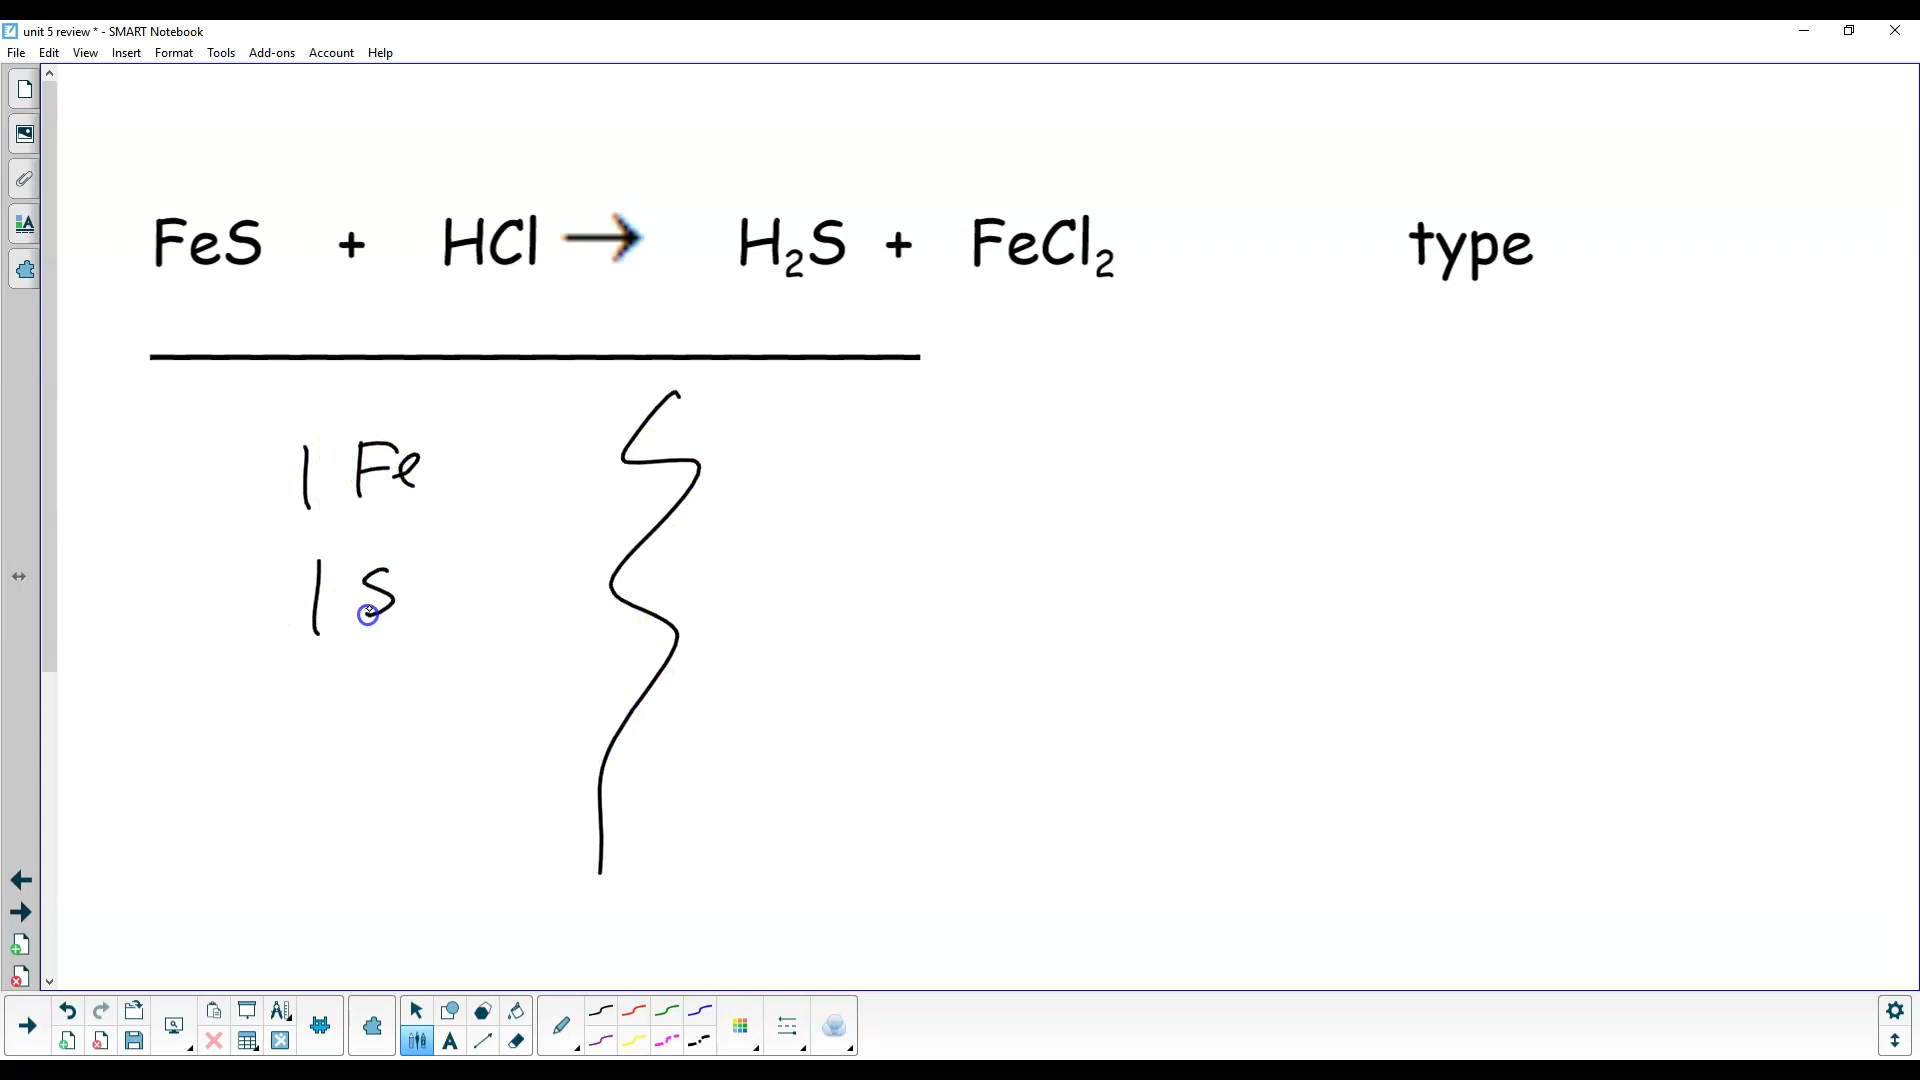 unit 5 review * - SMART Notebook
File Edit View Insert Format Tools Add-ons Account Help
FeS + HCl → H₂S + FeCl₂ type
1 Fe
1 S